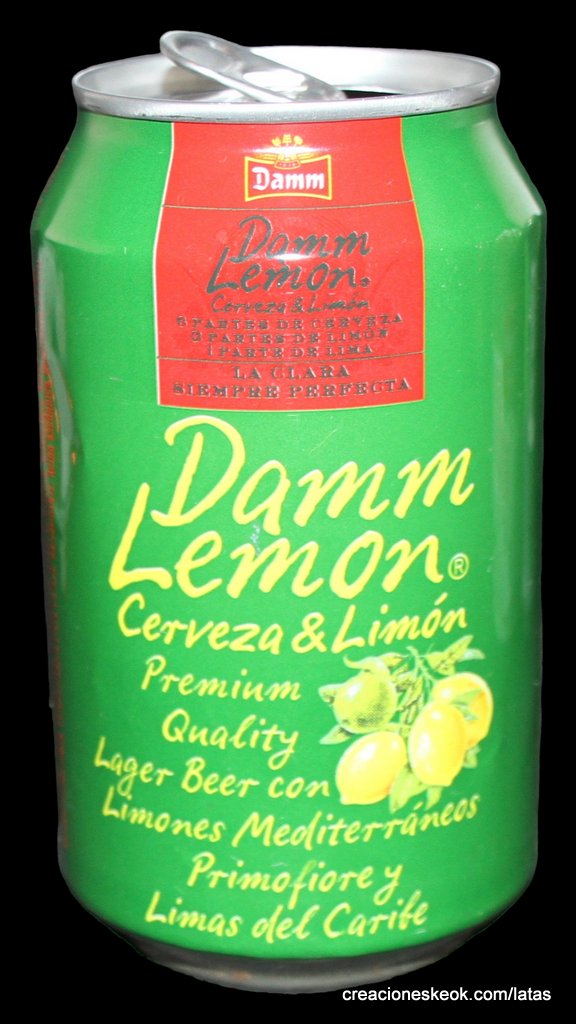 Damm
Damm
Lemon®
Cerveza & Limón
6 PARTES DE CERVEZA
3 PARTES DE LIMÓN
1 PARTE DE LIMA
LA CLARA
SIEMPRE PERFECTA
Damm
Lemon®
Cerveza & Limón
Premium
Quality
Lager Beer con
Limones Mediterráneos
Primofiore y
Limas del Caribe
creacioneskeok.com/latas